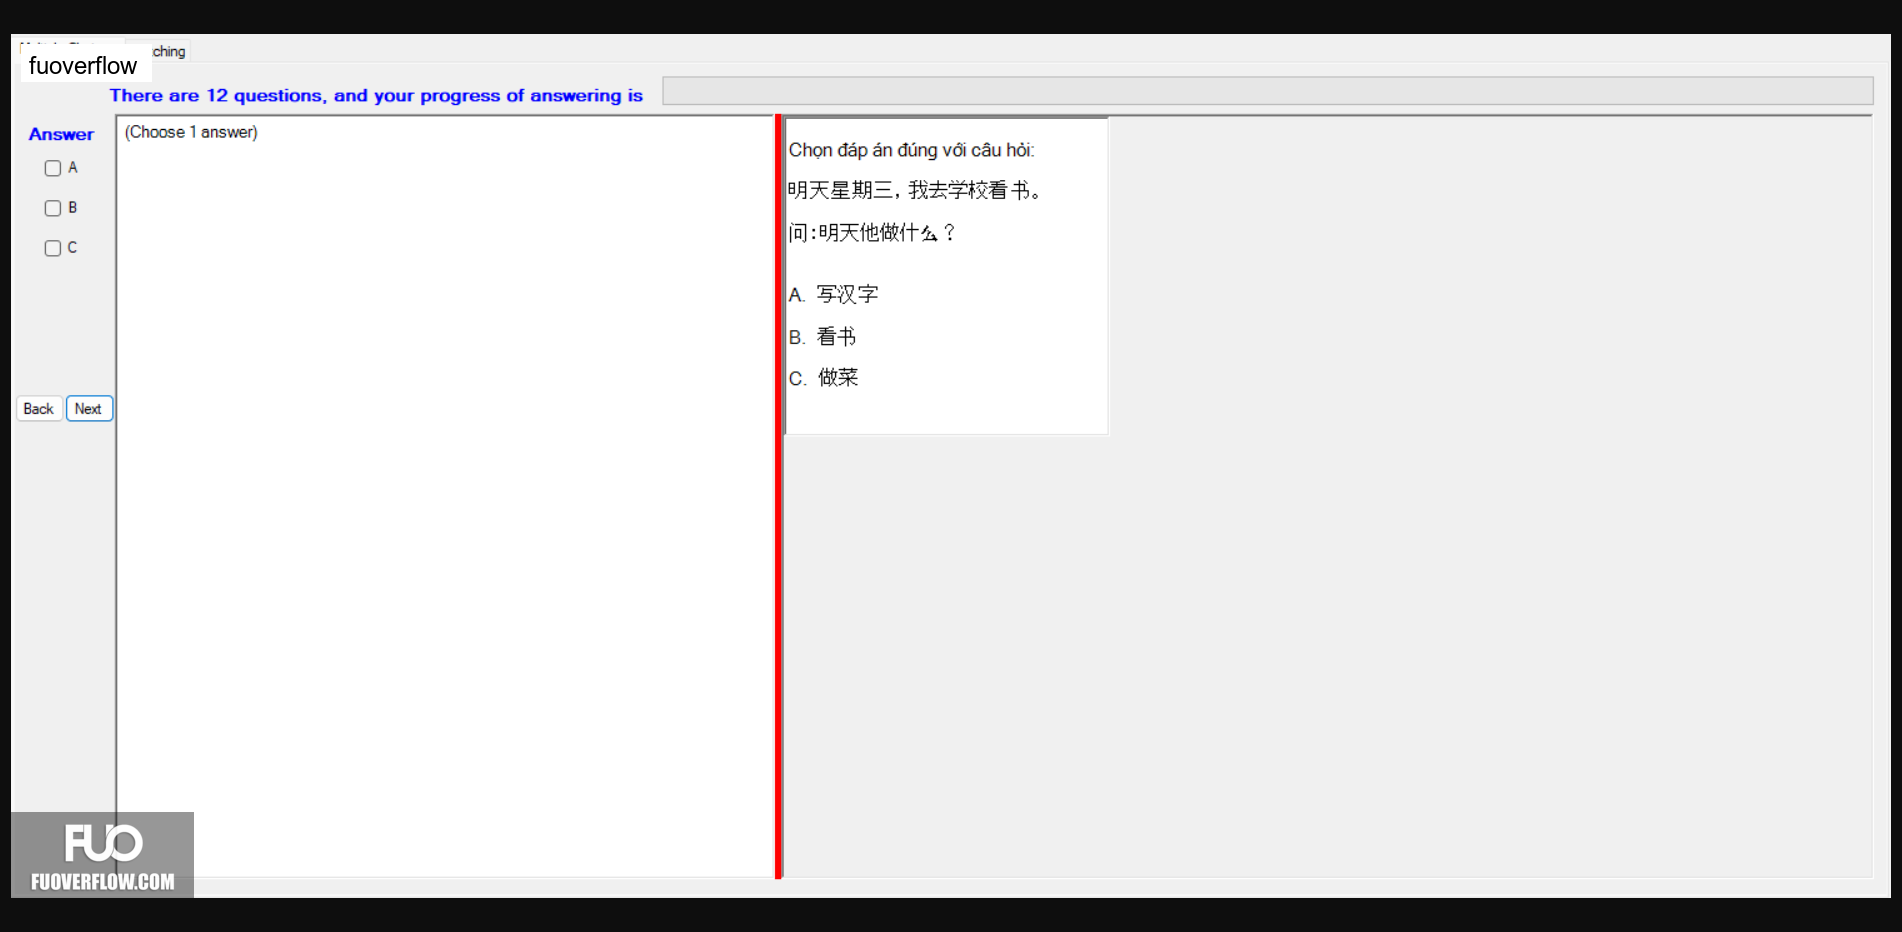 ching
fuoverflow
There are 12 questions, and your progress of answering is
Answer
(Choose 1 answer)
A
B
C
Back
Next
Chọn đáp án đúng với câu hỏi:
明天星期三, 我去学校看书。
问:明天他做什么?
A. 写汉字
B. 看书
C. 做菜
FUO
FUOVERFLOW.COM